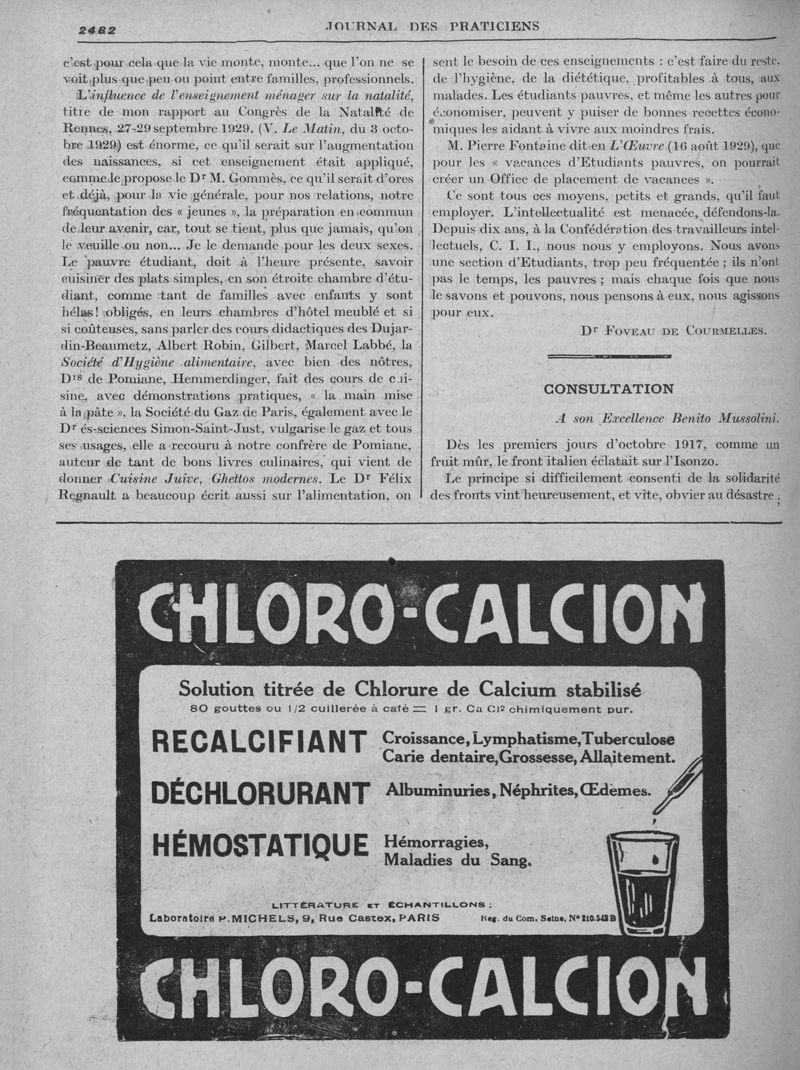 2482
JOURNAL DES PRATICIENS
c'est pour cela que la vie monte, monte... que l'on ne se
voit plus que peu ou point entre familles, professionnels.
L'influence de l'enseignement ménager sur la natalité,
titre de mon rapport au Congrès de la Natalité de
Rennes, 27-29 septembre 1929. (V. Le Matin, du 3 octo-
bre 1929) est énorme, ce qu'il serait sur l'augmentation
des naissances, si cet enseignement était appliqué,
comme le propose le Dr M. Gommès, ce qu'il serait d'ores
et déjà, pour la vie générale, pour nos relations, notre
fréquentation des « jeunes », la préparation en commun
de leur avenir, car, tout se tient, plus que jamais, qu'on
le veuille ou non... Je le demande pour les deux sexes.
Le pauvre étudiant, doit à l'heure présente, savoir
cuisiner des plats simples, en son étroite chambre d'étu-
diant, comme tant de familles avec enfants y sont
hélas! obligés, en leurs chambres d'hôtel meublé et si
si coûteuses, sans parler des cours didactiques des Dujar-
din-Beaumetz, Albert Robin, Gilbert, Marcel Labbé, la
Société d'Hygiène alimentaire, avec bien des nôtres,
Drs de Pomiane, Hemmerdinger, fait des cours de cui-
sine, avec démonstrations pratiques, « la main mise
à la pâte », la Société du Gaz de Paris, également avec le
Dr és-sciences Simon-Saint-Just, vulgarise le gaz et tous
ses usages, elle a recouru à notre confrère de Pomiane,
auteur de tant de bons livres culinaires, qui vient de
donner Cuisine Juive, Ghettos modernes. Le Dr Félix
Regnault a beaucoup écrit aussi sur l'alimentation, on
sent le besoin de ces enseignements : c'est faire du reste,
de l'hygiène, de la diététique, profitables à tous, aux
malades. Les étudiants pauvres, et même les autres pour
économiser, peuvent y puiser de bonnes recettes écono-
miques les aidant à vivre aux moindres frais.
M. Pierre Fontaine dit en L'Œuvre (16 août 1929), que
pour les « vacances d'Etudiants pauvres, on pourrait
créer un Office de placement de vacances ».
Ce sont tous ces moyens, petits et grands, qu'il faut
employer. L'intellectualité est menacée, défendons-la.
Depuis dix ans, à la Confédération des travailleurs intel-
lectuels, C. I. I., nous nous y employons. Nous avons
une section d'Etudiants, trop peu fréquentée ; ils n'ont
pas le temps, les pauvres ; mais chaque fois que nous
le savons et pouvons, nous pensons à eux, nous agissons
pour eux.
Dr FOVEAU DE COURMELLES.
CONSULTATION
A son Excellence Benito Mussolini.
Dès les premiers jours d'octobre 1917, comme un
fruit mûr, le front italien éclatait sur l'Isonzo.
Le principe si difficilement consenti de la solidarité
des fronts vint heureusement, et vite, obvier au désastre ;
CHLORO-CALCION
Solution titrée de Chlorure de Calcium stabilisé
80 gouttes ou 1/2 cuillerée à café = 1 gr. Ca Cl2 chimiquement pur.
RECALCIFIANT
Croissance, Lymphatisme, Tuberculose
Carie dentaire, Grossesse, Allaitement.
DÉCHLORURANT
Albuminuries, Néphrites, Œdèmes.
HÉMOSTATIQUE
Hémorragies,
Maladies du Sang.
LITTÉRATURE ET ÉCHANTILLONS :
Laboratoire P. MICHELS, 9, Rue Castex, PARIS
Reg. du Com. Seine, N° 210.542 B
CHLORO-CALCION